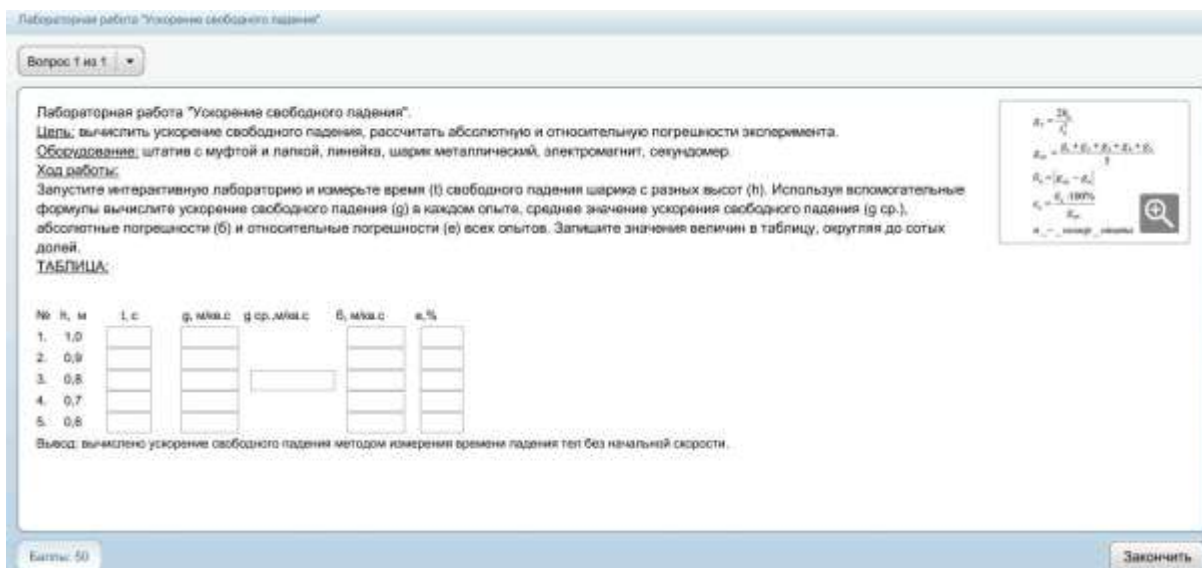 Лабораторная работа "Ускорение свободного падения".
Вопрос 1 из 1
Лабораторная работа "Ускорение свободного падения".
Цель: вычислить ускорение свободного падения, рассчитать абсолютную и относительную погрешности эксперимента.
Оборудование: штатив с муфтой и лапкой, линейка, шарик металлический, электромагнит, секундомер.
Ход работы:
Запустите интерактивную лабораторию и измерьте время (t) свободного падения шарика с разных высот (h). Используя вспомогательные
формулы вычислите ускорение свободного падения (g) в каждом опыте, среднее значение ускорения свободного падения (g ср.),
абсолютные погрешности (б) и относительные погрешности (е) всех опытов. Запишите значения величин в таблицу, округляя до сотых
долей.
ТАБЛИЦА:
№ h, м t, с g, м/кв.с g ср.,м/кв.с б, м/кв.с е,%
1. 1,0
2. 0,9
3. 0,8
4. 0,7
5. 0,6
Вывод: вычислено ускорение свободного падения методом измерения времени падения тел без начальной скорости.
Баллы: 50
Закончить